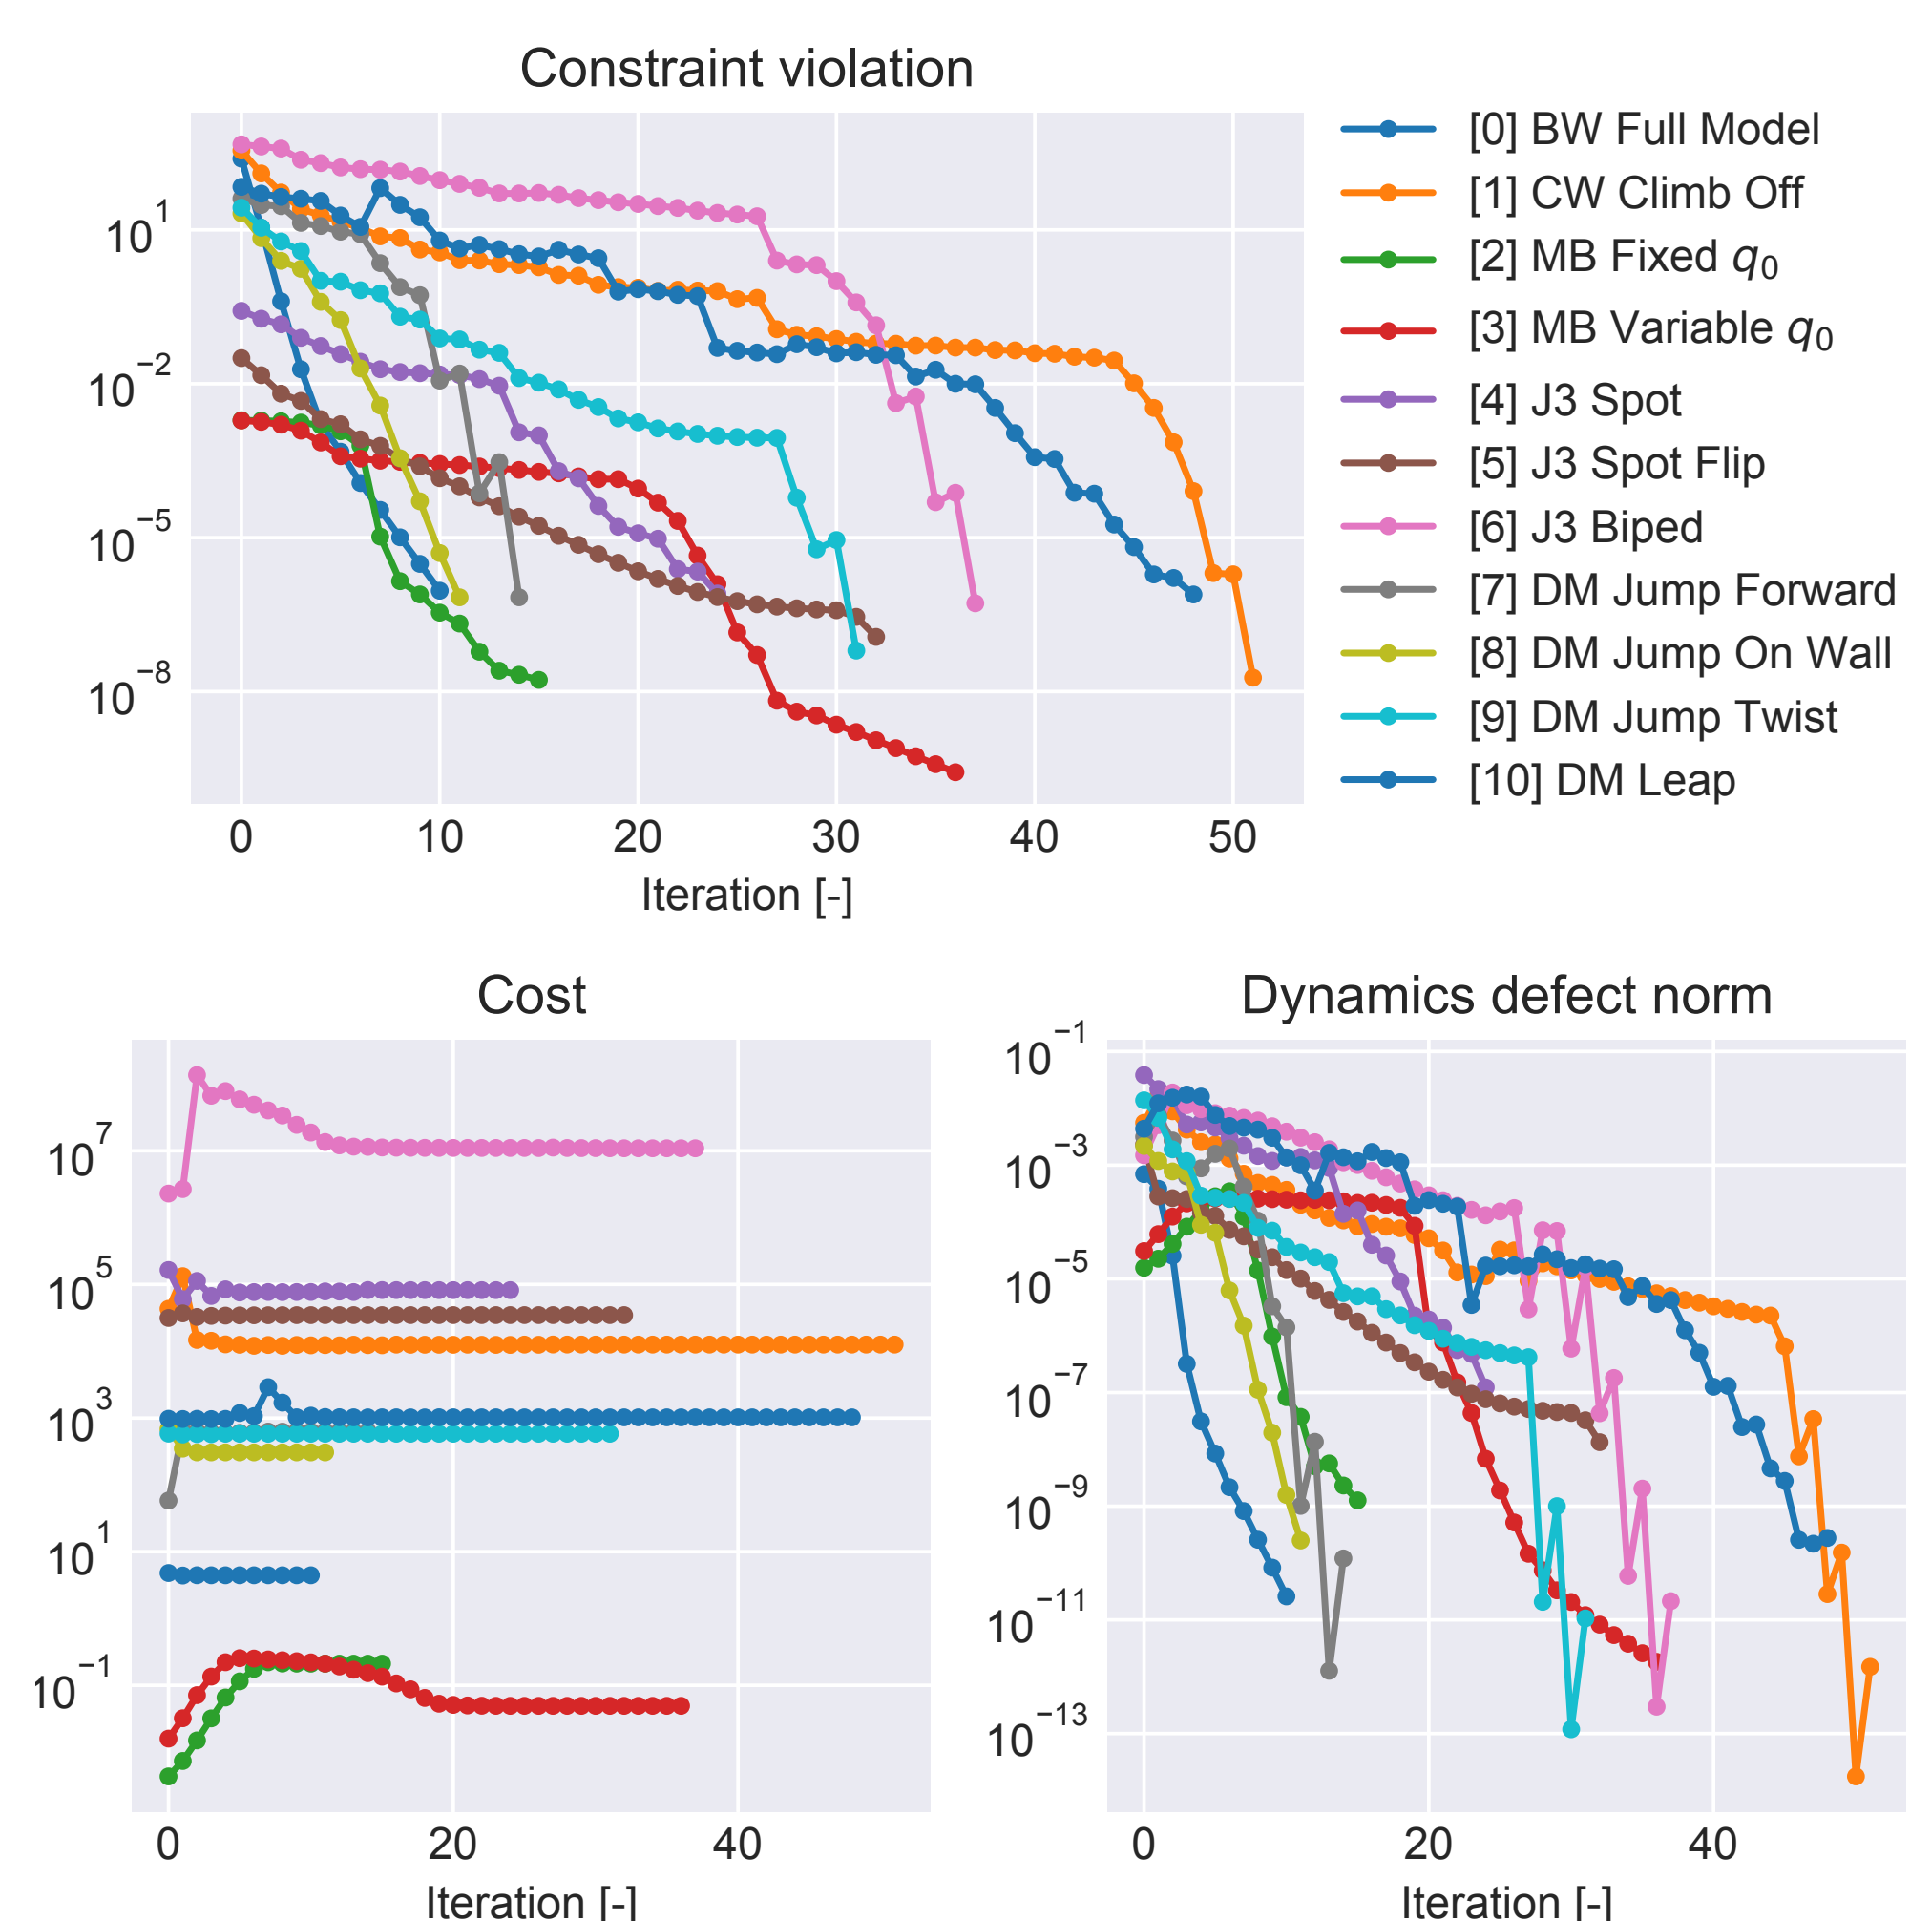 Constraint violation
10^1
10^−2
10^−5
10^−8
0 10 20 30 40 50
Iteration [-]
[0] BW Full Model
[1] CW Climb Off
[2] MB Fixed q_0
[3] MB Variable q_0
[4] J3 Spot
[5] J3 Spot Flip
[6] J3 Biped
[7] DM Jump Forward
[8] DM Jump On Wall
[9] DM Jump Twist
[10] DM Leap
Cost
10^7
10^5
10^3
10^1
10^−1
0 20 40
Iteration [-]
Dynamics defect norm
10^−1
10^−3
10^−5
10^−7
10^−9
10^−11
10^−13
0 20 40
Iteration [-]